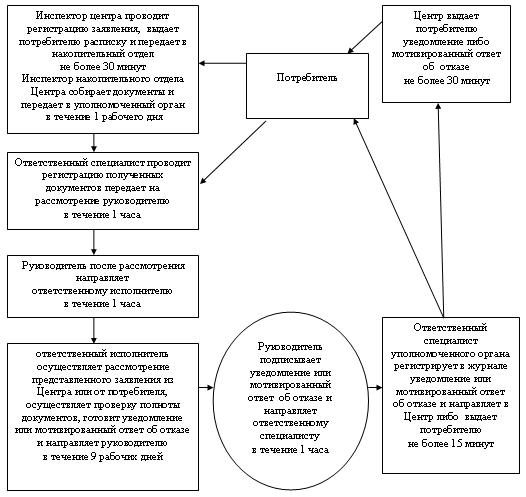 Инспектор центра проводит
регистрацию заявления, выдает
потребителю расписку и передает в
накопительный отдел
не более 30 минут
Инспектор накопительного отдела
Центра собирает документы и
передает в уполномоченный орган
в течение 1 рабочего дня
Потребитель
Центр выдает
потребителю
уведомление либо
мотивированный ответ
об отказе
не более 30 минут
Ответственный специалист проводит
регистрацию полученных
документов передает на
рассмотрение руководителю
в течение 1 часа
Руководитель после рассмотрения
направляет
ответственному исполнителю
в течение 1 часа
ответственный исполнитель
осуществляет рассмотрение
представленного заявления из
Центра или от потребителя,
осуществляет проверку полноты
документов, готовит уведомление
или мотивированный ответ об отказе
и направляет руководителю
в течение 9 рабочих дней
Руководитель
подписывает
уведомление или
мотивированный
ответ об отказе и
направляет
ответственному
специалисту
в течение 1 часа
Ответственный
специалист
уполномоченного органа
регистрирует в журнале
уведомление или
мотивированный ответ
об отказе и направляет в
Центр либо выдает
потребителю
не более 15 минут